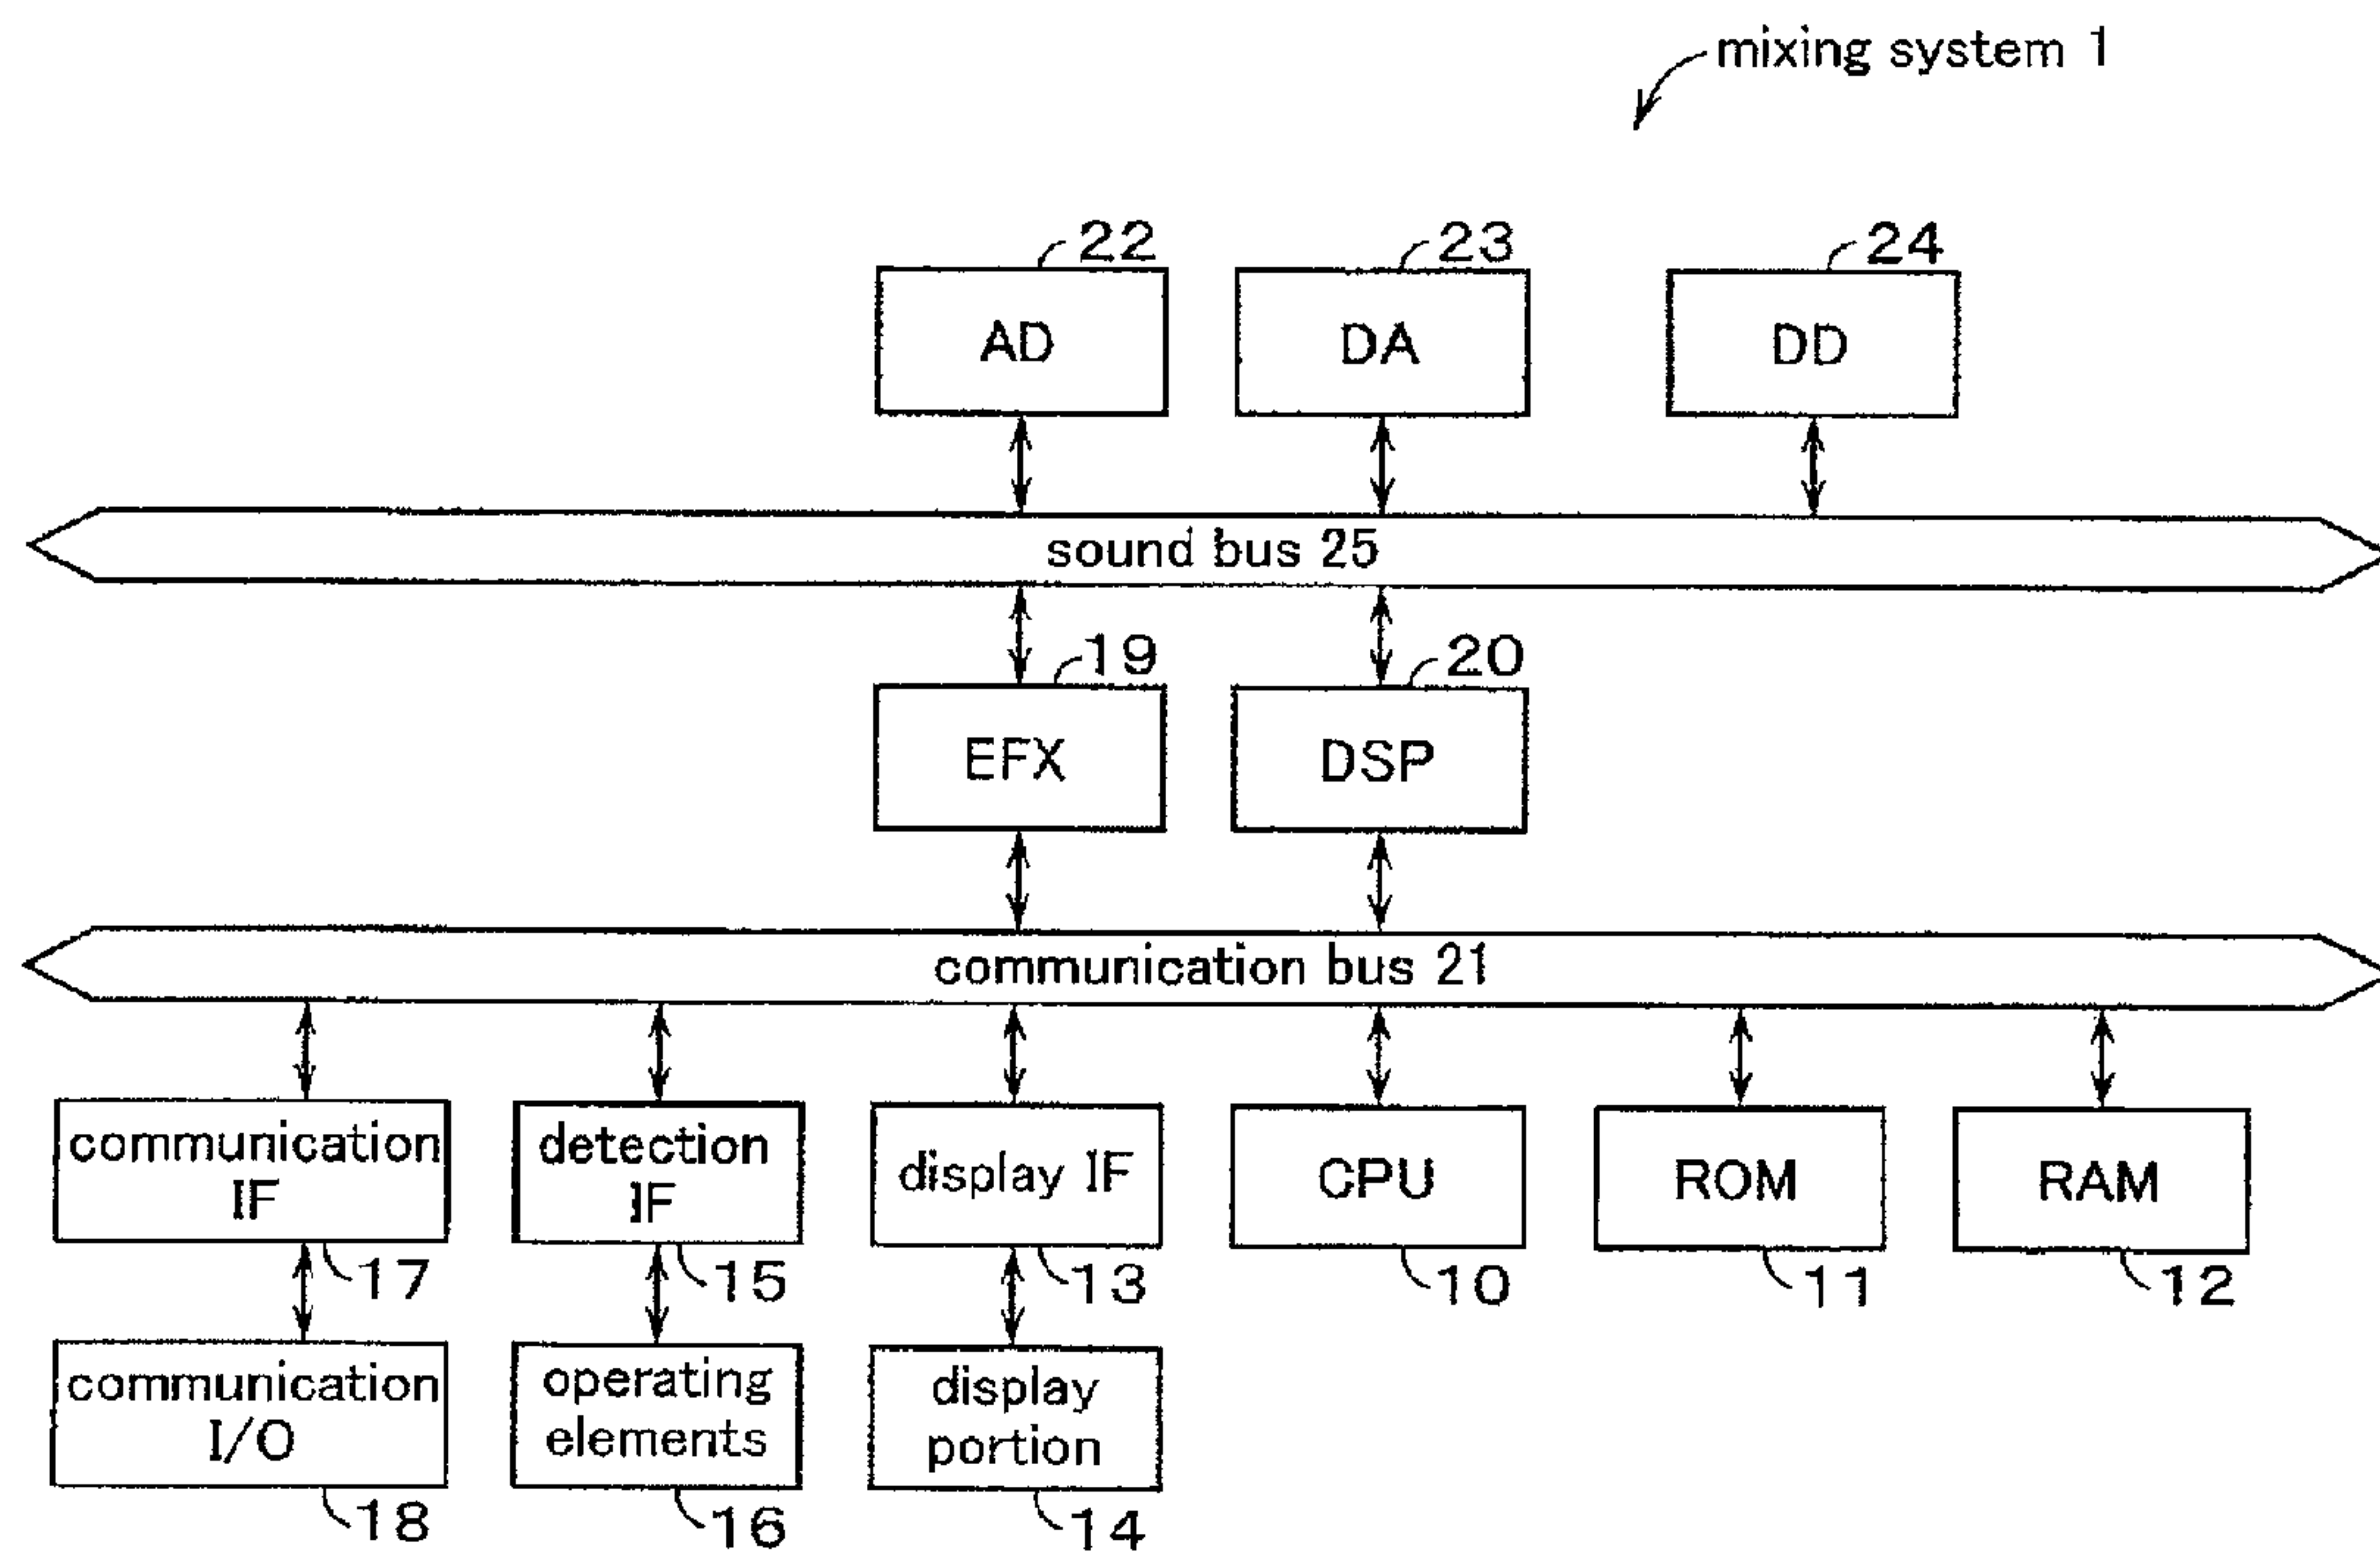 mixing system 1
22
23
24
AD
DA
DD
sound bus 25
19
20
EFX
DSP
communication bus 21
communication
IF
detection
IF
display IF
CPU
ROM
RAM
17
15
13
10
11
12
communication
I/O
operating
elements
display
portion
18
16
14